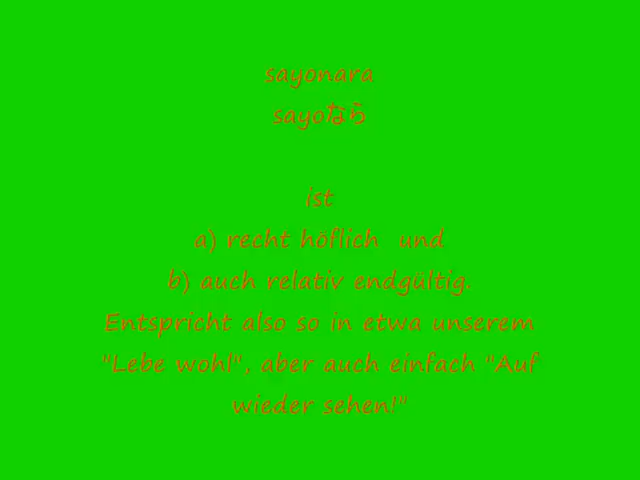 sayonara
sayoなら
ist
a) recht höflich  und
b) auch relativ endgültig.
Entspricht also so in etwa unserem
"Lebe wohl", aber auch einfach "Auf
wieder sehen!"